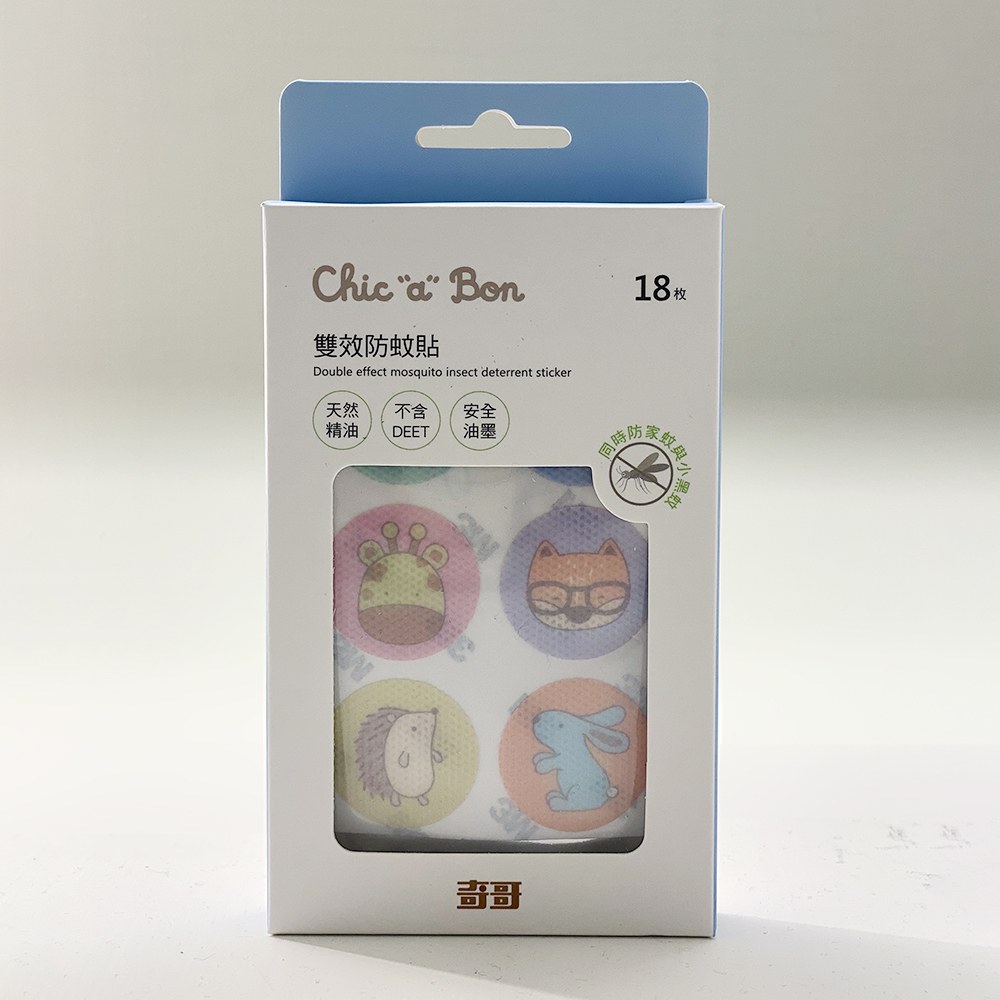 Chic "a" Bon
18枚
雙效防蚊貼
Double effect mosquito insect deterrent sticker
天然
精油
不含
DEET
安全
油墨
同時防家蚊與小黑蚊
奇哥